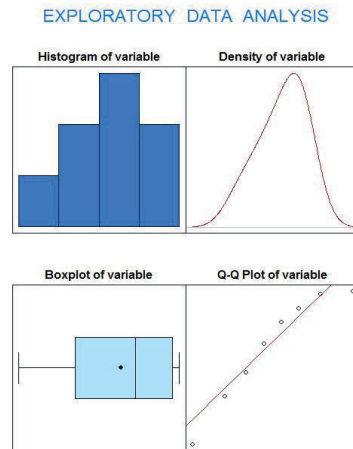 EXPLORATORY DATA ANALYSIS
Histogram of variable
Density of variable
Boxplot of variable
Q-Q Plot of variable